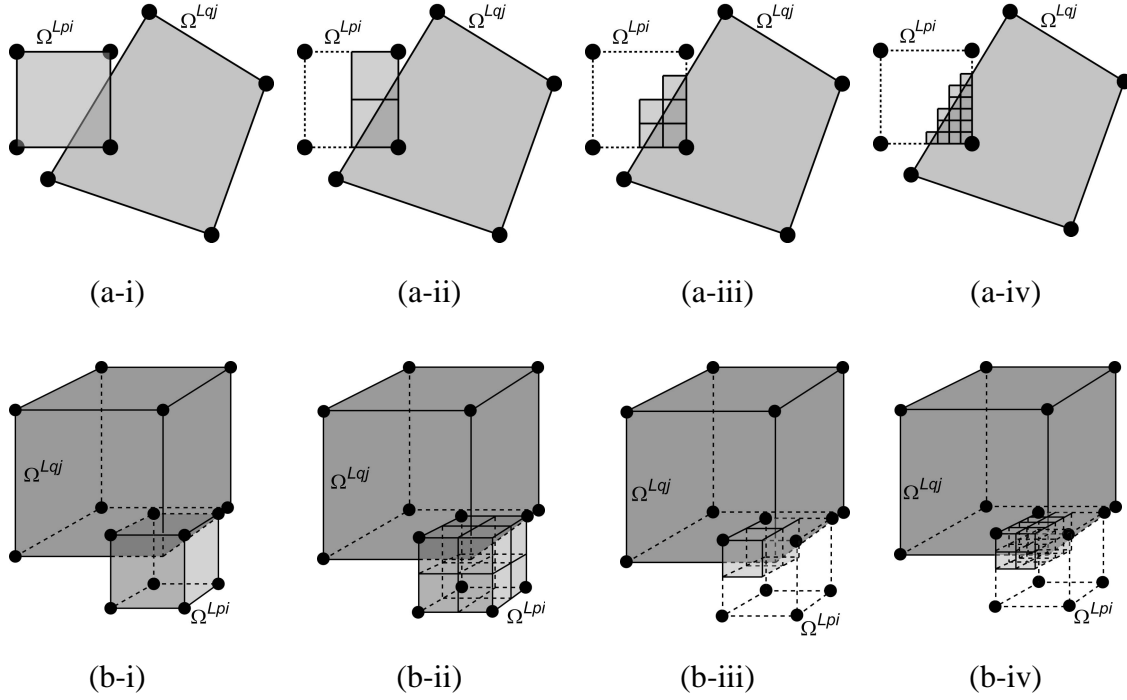 Ω^Lpi Ω^Lqj Ω^Lpi Ω^Lqj Ω^Lpi Ω^Lqj Ω^Lpi Ω^Lqj
(a-i) (a-ii) (a-iii) (a-iv)
Ω^Lqj Ω^Lqj Ω^Lqj Ω^Lqj
Ω^Lpi Ω^Lpi Ω^Lpi Ω^Lpi
(b-i) (b-ii) (b-iii) (b-iv)